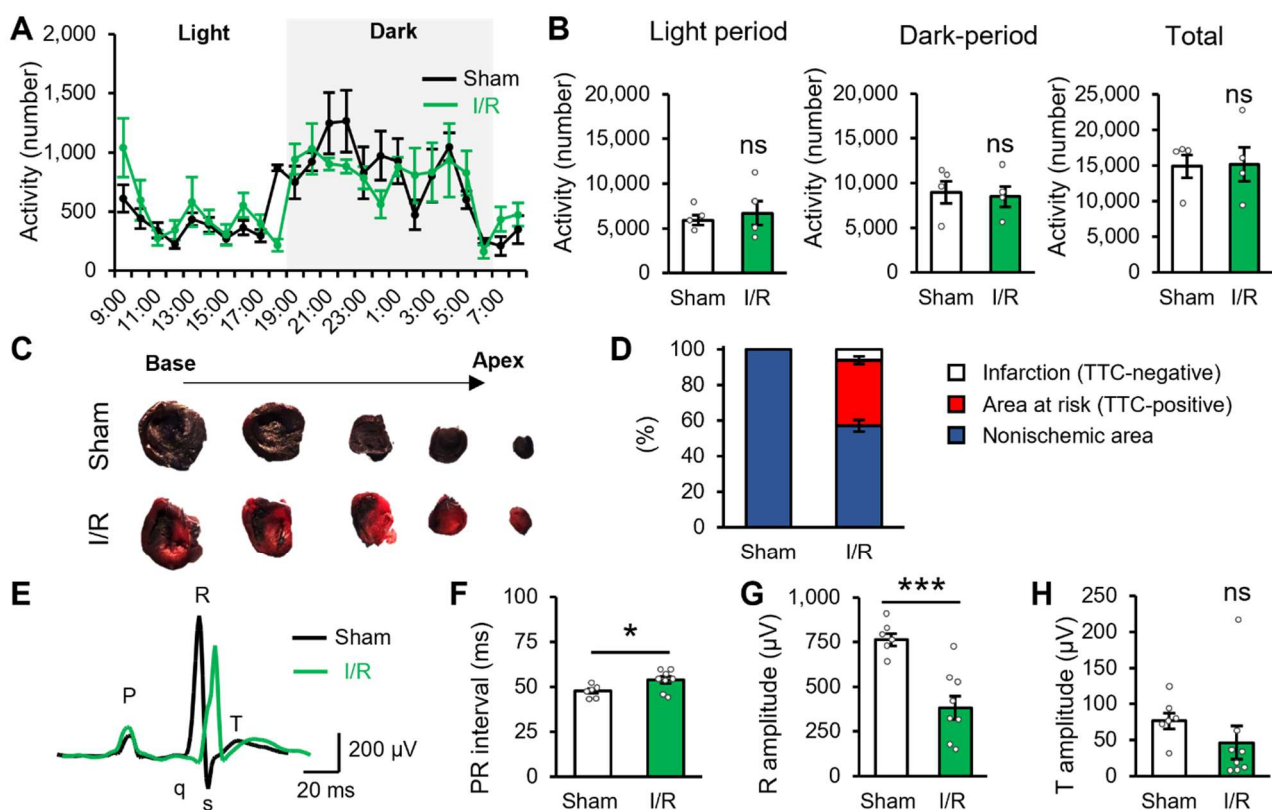 A
2,000
1,500
1,000
500
0
Activity (number)
Light
Dark
Sham
I/R
9:00
11:00
13:00
15:00
17:00
19:00
21:00
23:00
1:00
3:00
5:00
7:00
B
Light period
Activity (number)
20,000
15,000
10,000
5,000
0
ns
Sham
I/R
Dark-period
Activity (number)
20,000
15,000
10,000
5,000
0
ns
Sham
I/R
Total
Activity (number)
25,000
20,000
15,000
10,000
5,000
0
ns
Sham
I/R
C
Base
Apex
Sham
I/R
D
(%)
100
80
60
40
20
0
Sham
I/R
Infarction (TTC-negative)
Area at risk (TTC-positive)
Nonischemic area
E
R
P
T
q
s
Sham
I/R
200 µV
20 ms
F
PR interval (ms)
100
75
50
25
0
*
Sham
I/R
G
R amplitude (µV)
1,000
750
500
250
0
***
Sham
I/R
H
T amplitude (µV)
250
200
150
100
50
0
ns
Sham
I/R